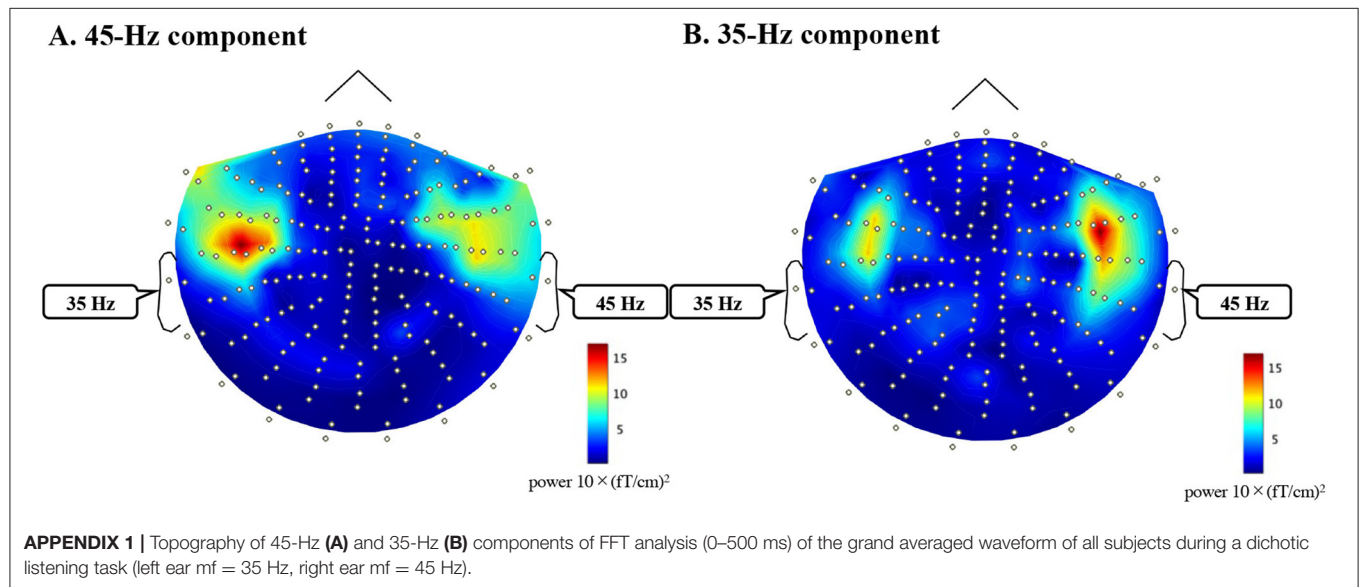 A. 45-Hz component
B. 35-Hz component
35 Hz
45 Hz
35 Hz
45 Hz
15
10
5
power 10 × (fT/cm)²
15
10
5
power 10 × (fT/cm)²
APPENDIX 1 | Topography of 45-Hz (A) and 35-Hz (B) components of FFT analysis (0–500 ms) of the grand averaged waveform of all subjects during a dichotic
listening task (left ear mf = 35 Hz, right ear mf = 45 Hz).